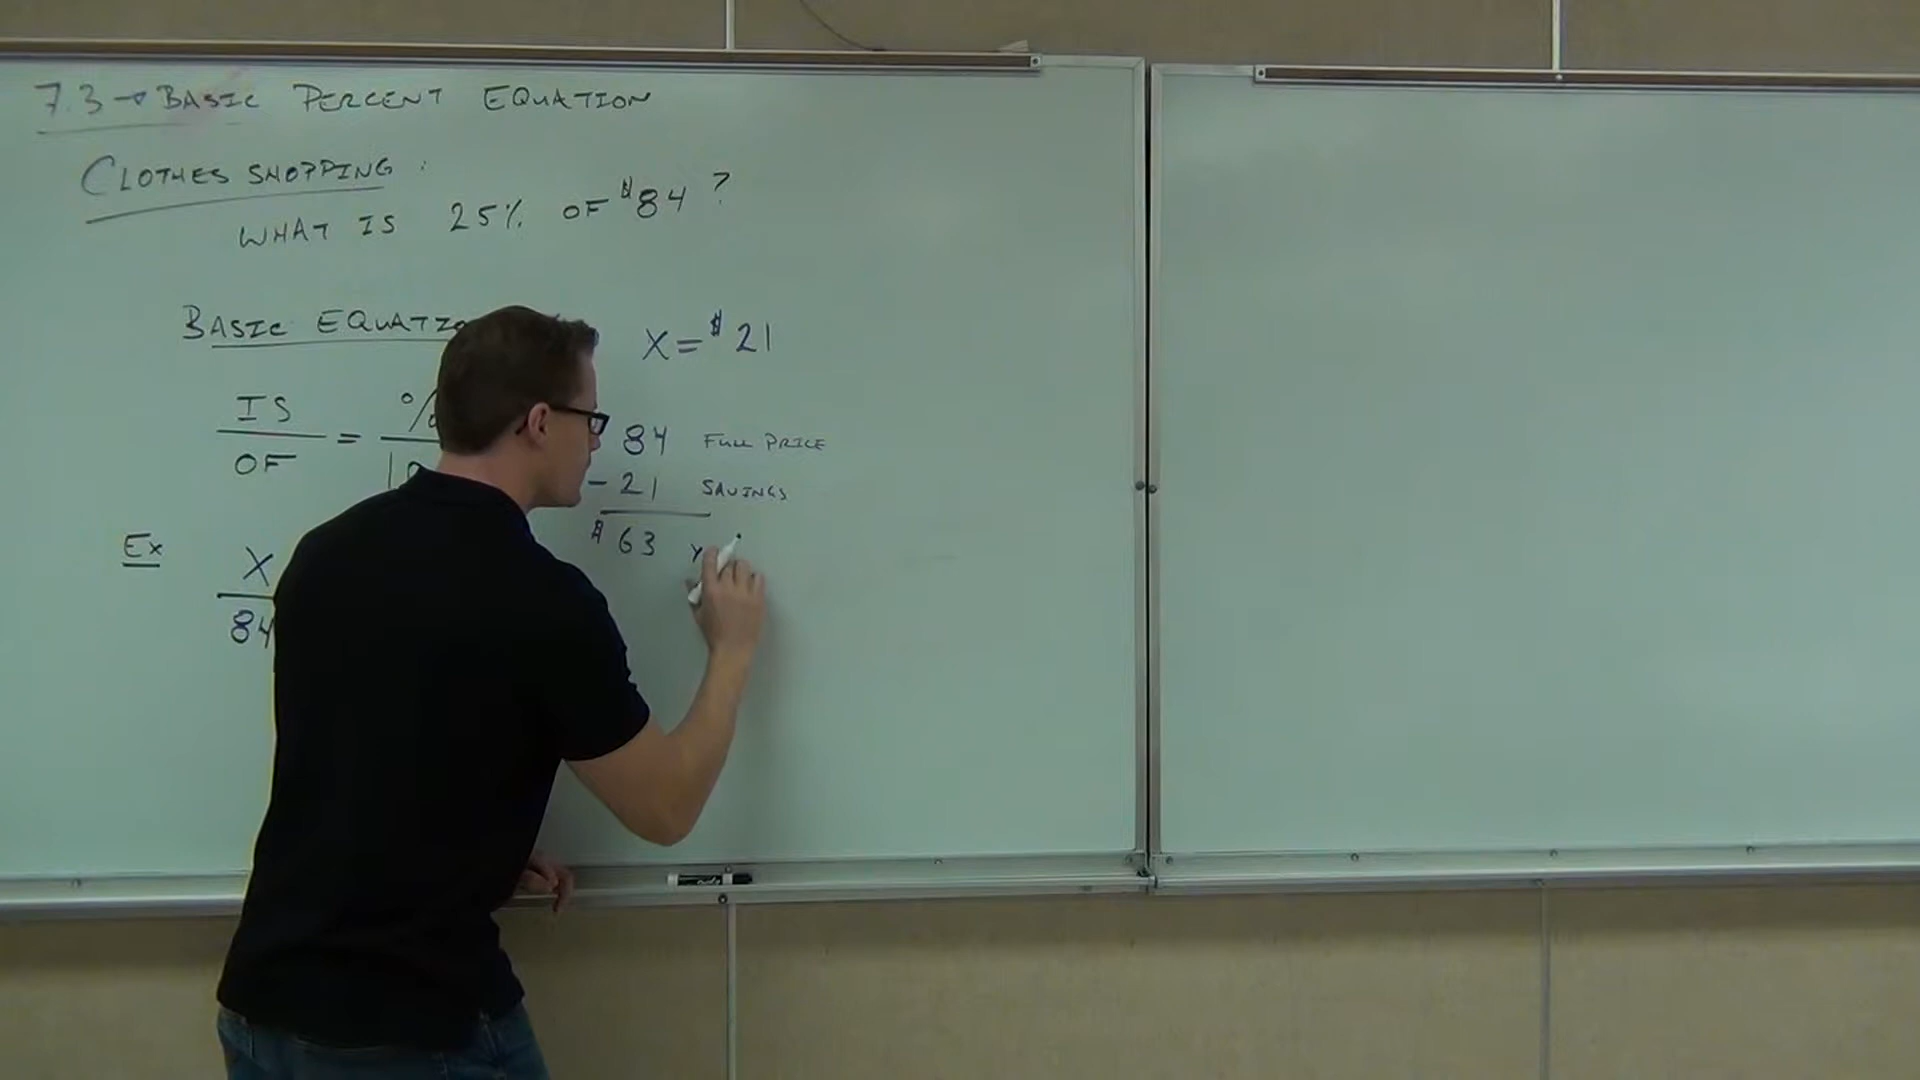 7.3 → BASIC PERCENT EQUATION
CLOTHES SHOPPING:
WHAT IS 25% OF $84?
BASIC EQUATIO
X = $21
IS
OF
=
%
84 FULL PRICE
- 21 SAVINGS
$ 63 Y
Ex
X
84